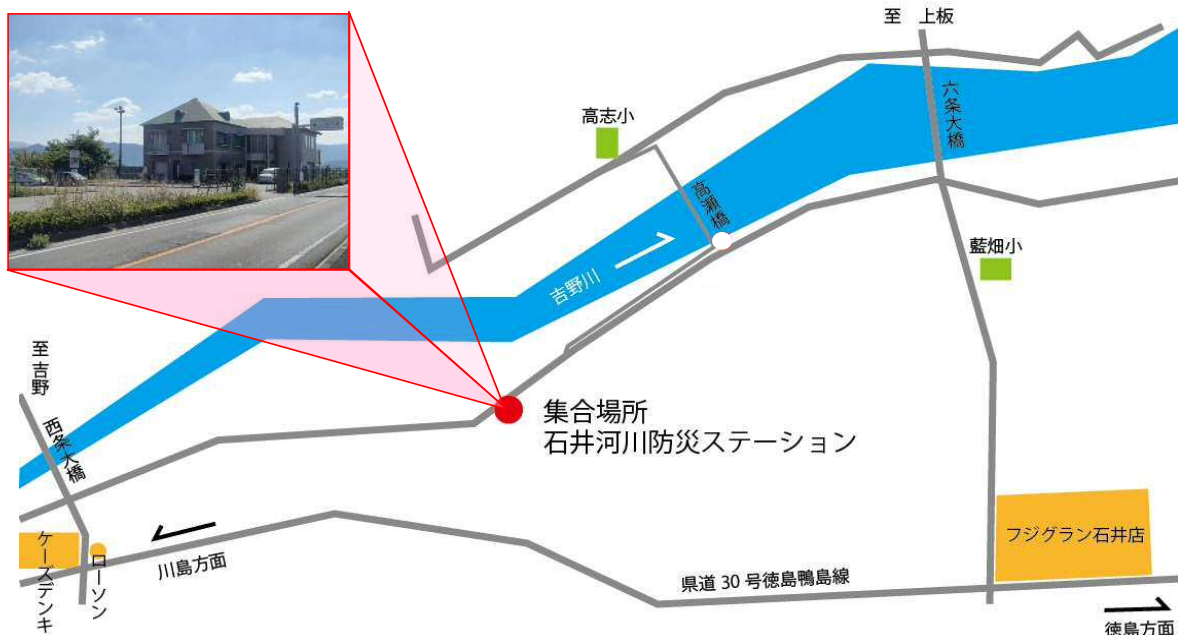 至 上板
六条大橋
高志小
高瀬橋
藍畑小
吉野川
至吉野
西条大橋
集合場所
石井河川防災ステーション
フジグラン石井店
ケーズデンキ
ローソン
川島方面
県道 30 号徳島鴨島線
徳島方面